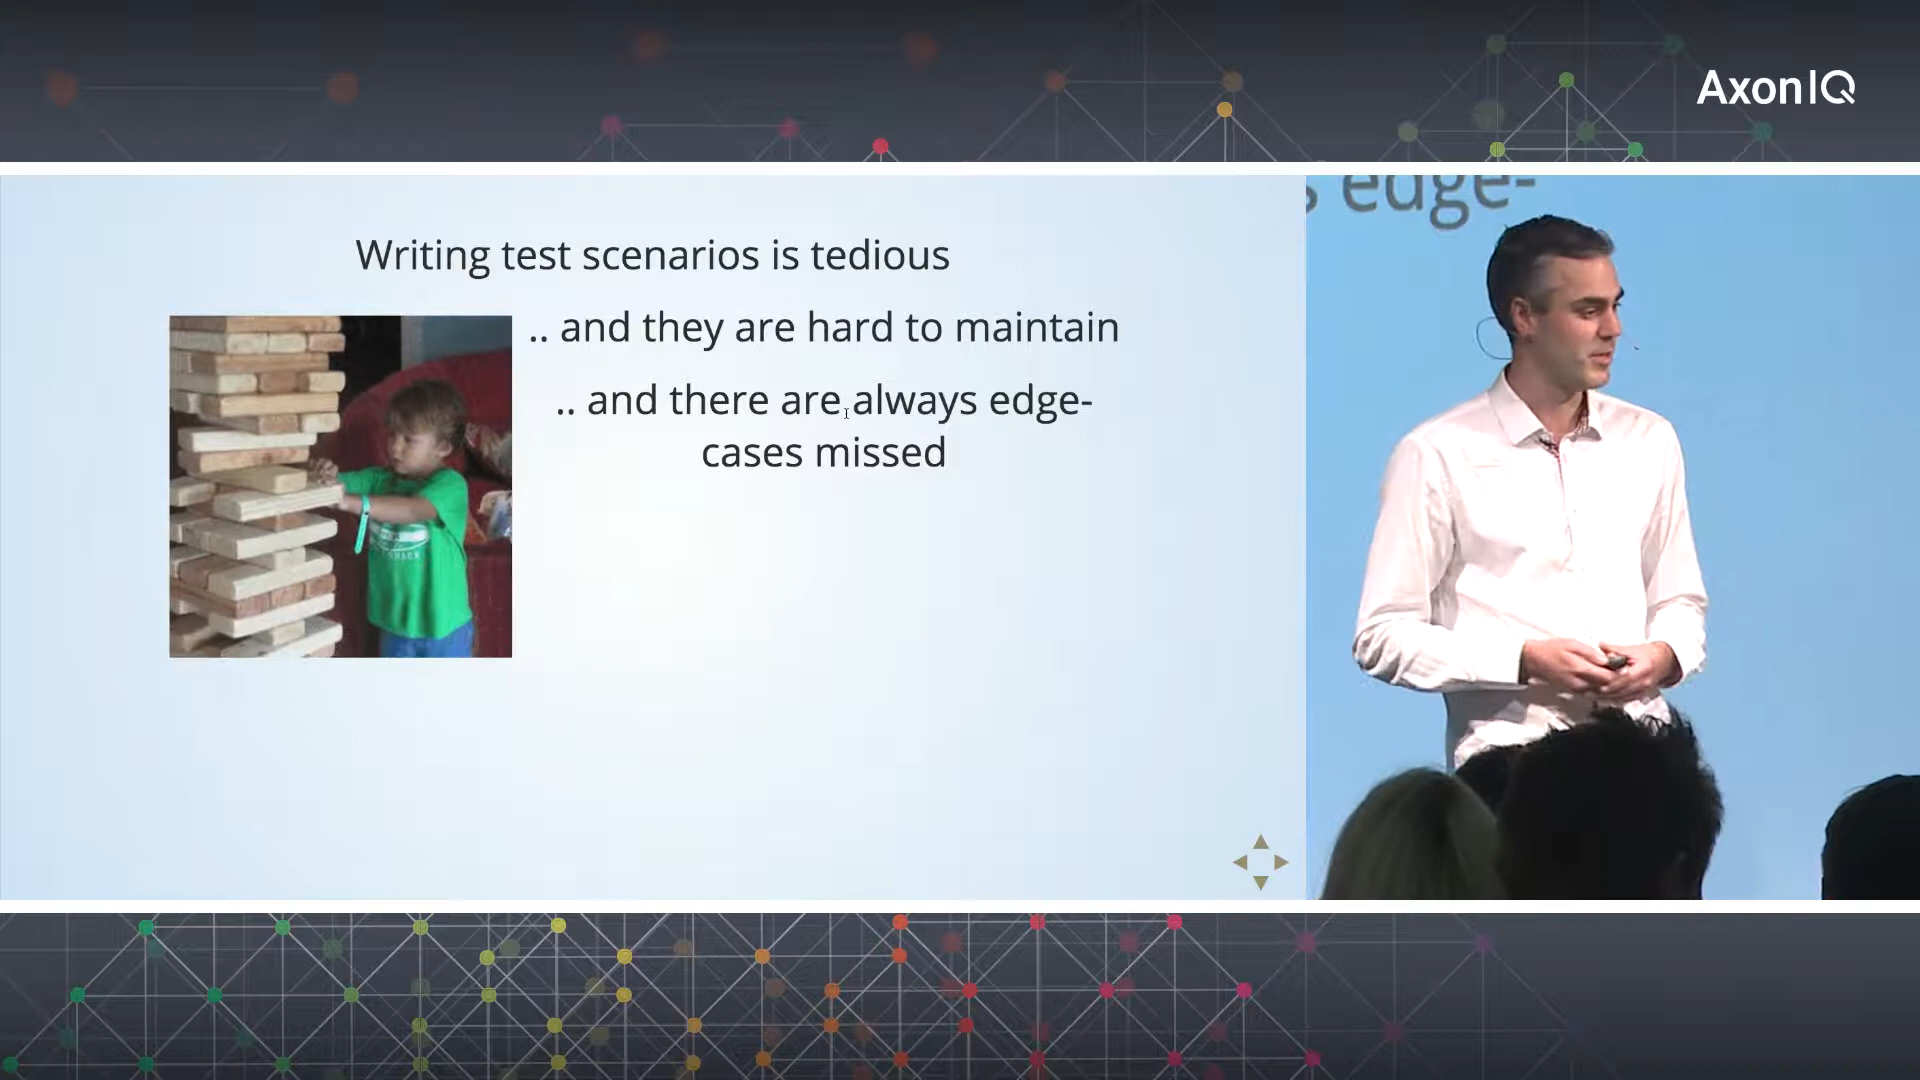 AxonIQ
Writing test scenarios is tedious
.. and they are hard to maintain
.. and there are always edge-
cases missed
edge-